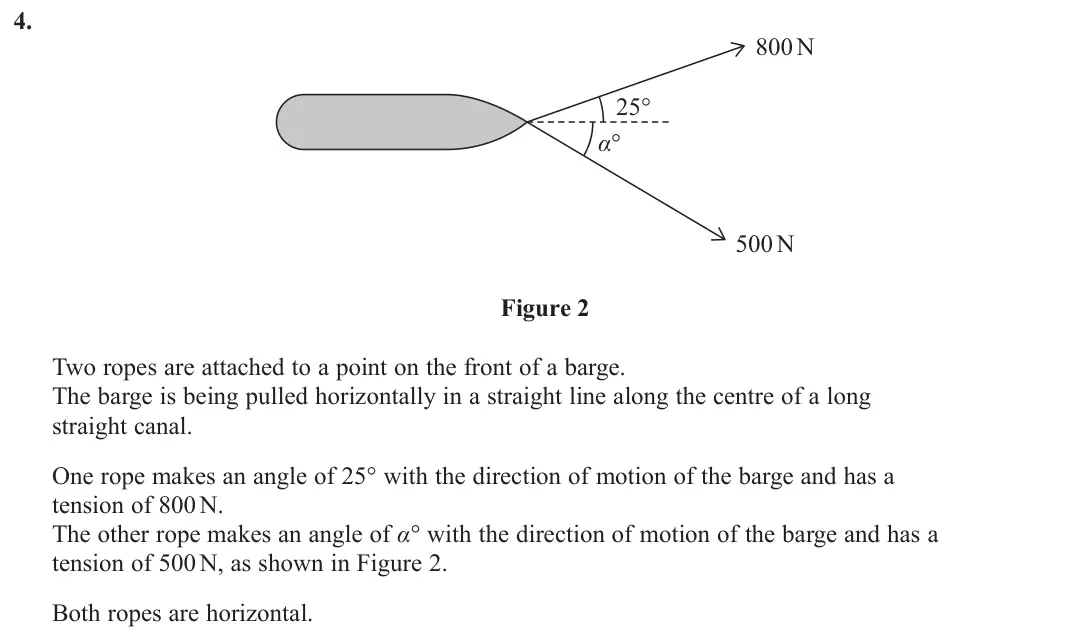 4.
800 N
25°
α°
500 N
Figure 2
Two ropes are attached to a point on the front of a barge.
The barge is being pulled horizontally in a straight line along the centre of a long
straight canal.
One rope makes an angle of 25° with the direction of motion of the barge and has a
tension of 800 N.
The other rope makes an angle of α° with the direction of motion of the barge and has a
tension of 500 N, as shown in Figure 2.
Both ropes are horizontal.